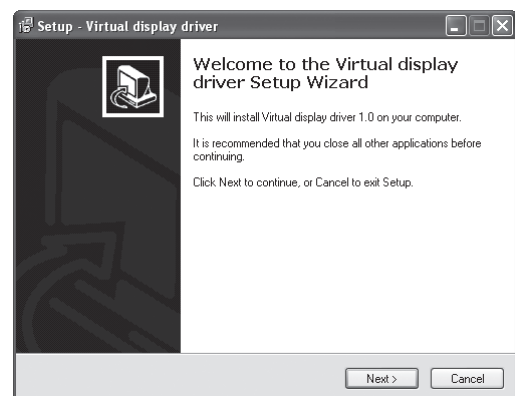 Setup - Virtual display driver
Welcome to the Virtual display
driver Setup Wizard
This will install Virtual display driver 1.0 on your computer.
It is recommended that you close all other applications before
continuing.
Click Next to continue, or Cancel to exit Setup.
Next >
Cancel